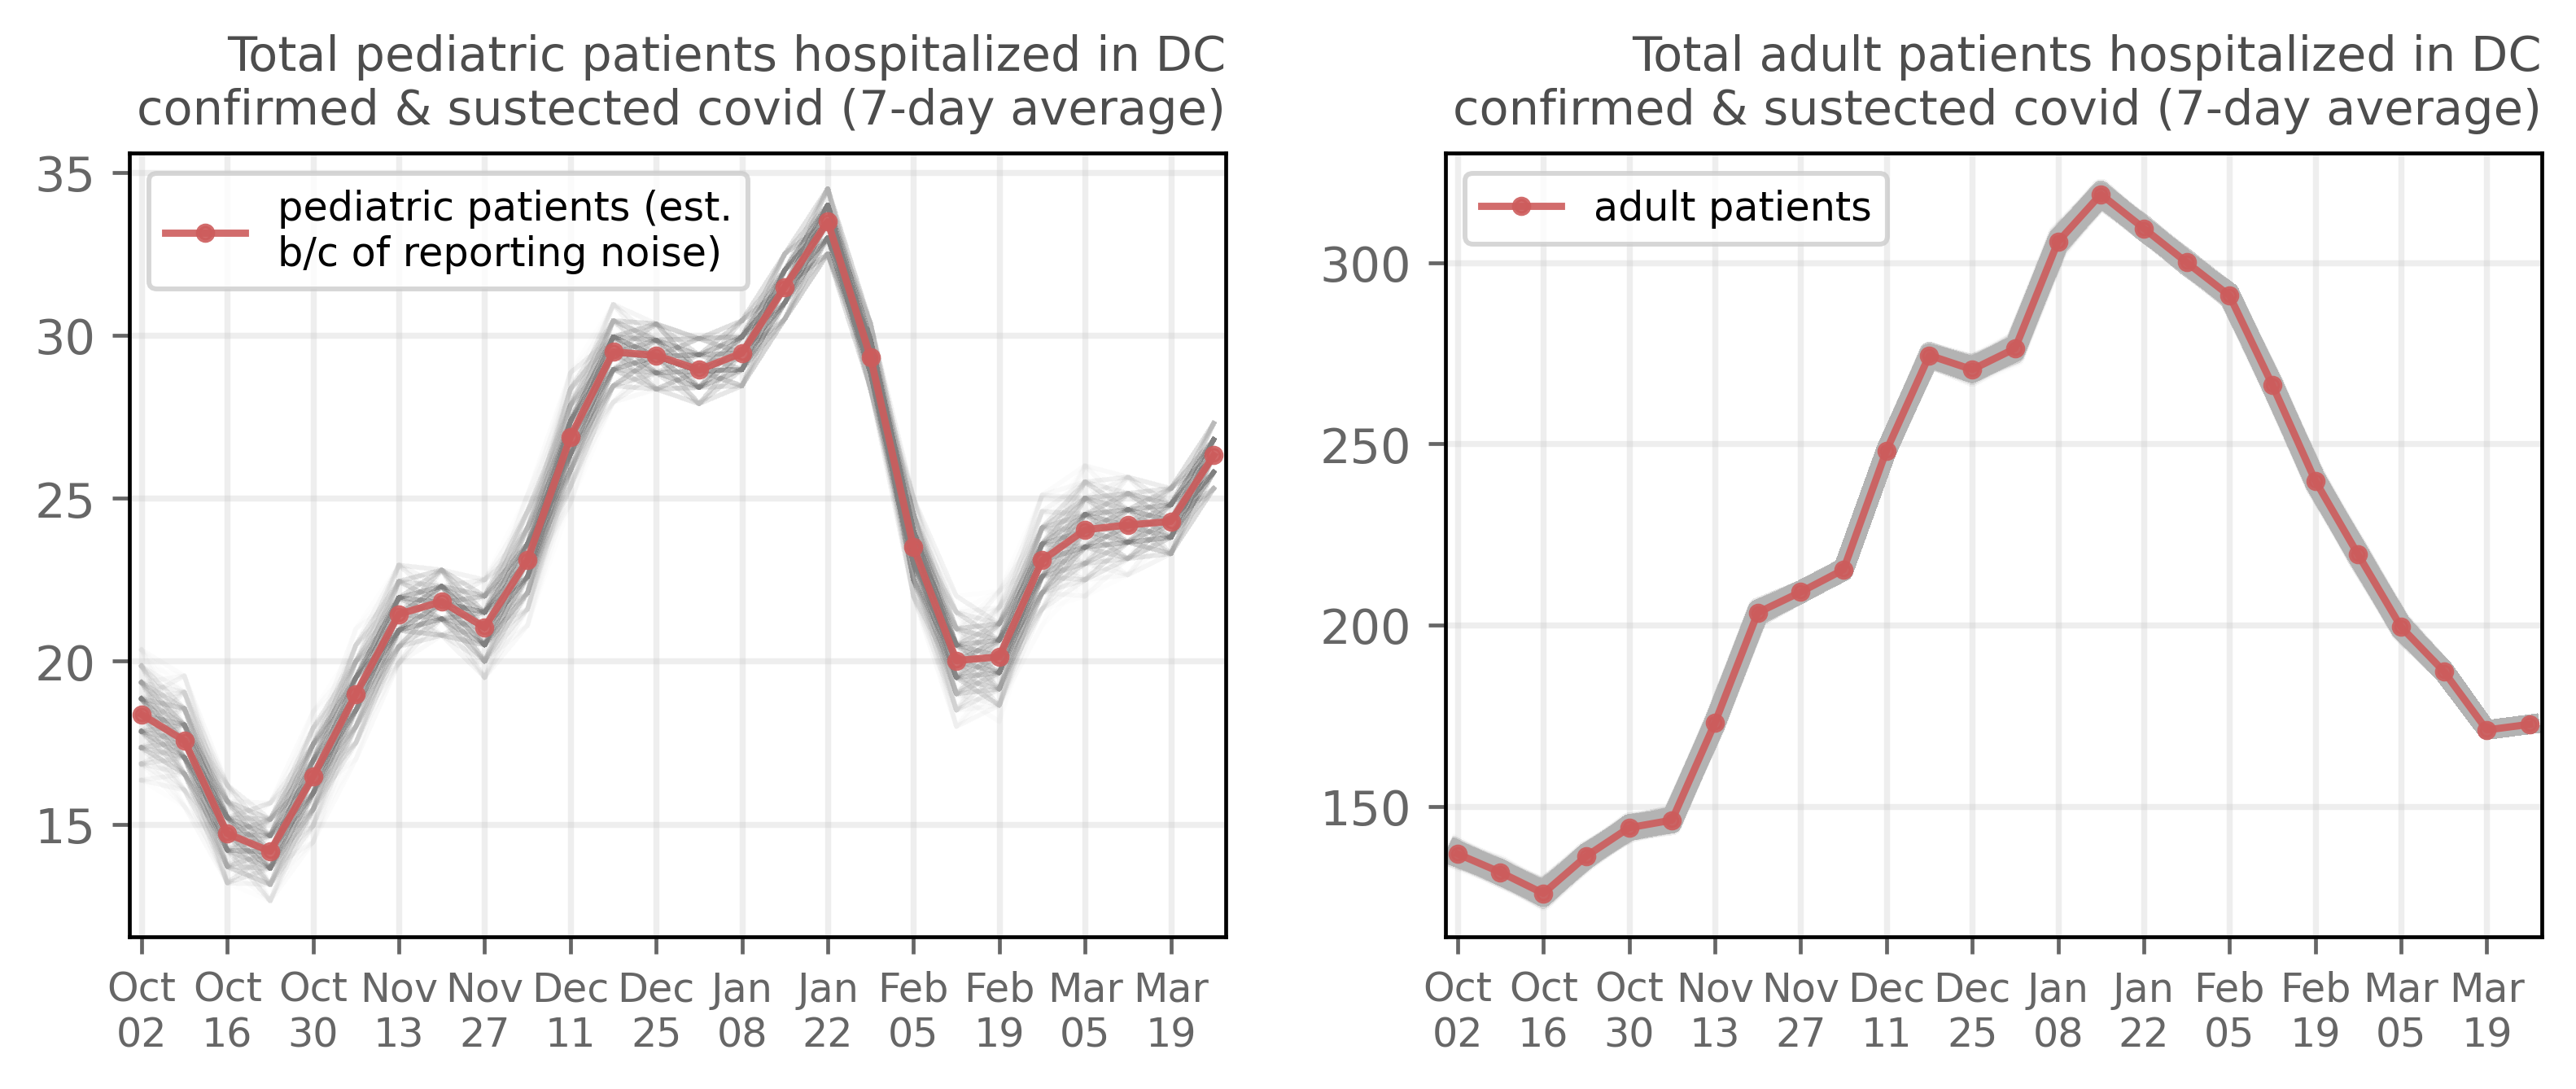 Total pediatric patients hospitalized in DC
confirmed & sustected covid (7-day average)
pediatric patients (est.
b/c of reporting noise)
35
30
25
20
15
Oct Oct Oct Nov Nov Dec Dec Jan Jan Feb Feb Mar Mar
02 16 30 13 27 11 25 08 22 05 19 05 19
Total adult patients hospitalized in DC
confirmed & sustected covid (7-day average)
adult patients
300
250
200
150
Oct Oct Oct Nov Nov Dec Dec Jan Jan Feb Feb Mar Mar
02 16 30 13 27 11 25 08 22 05 19 05 19